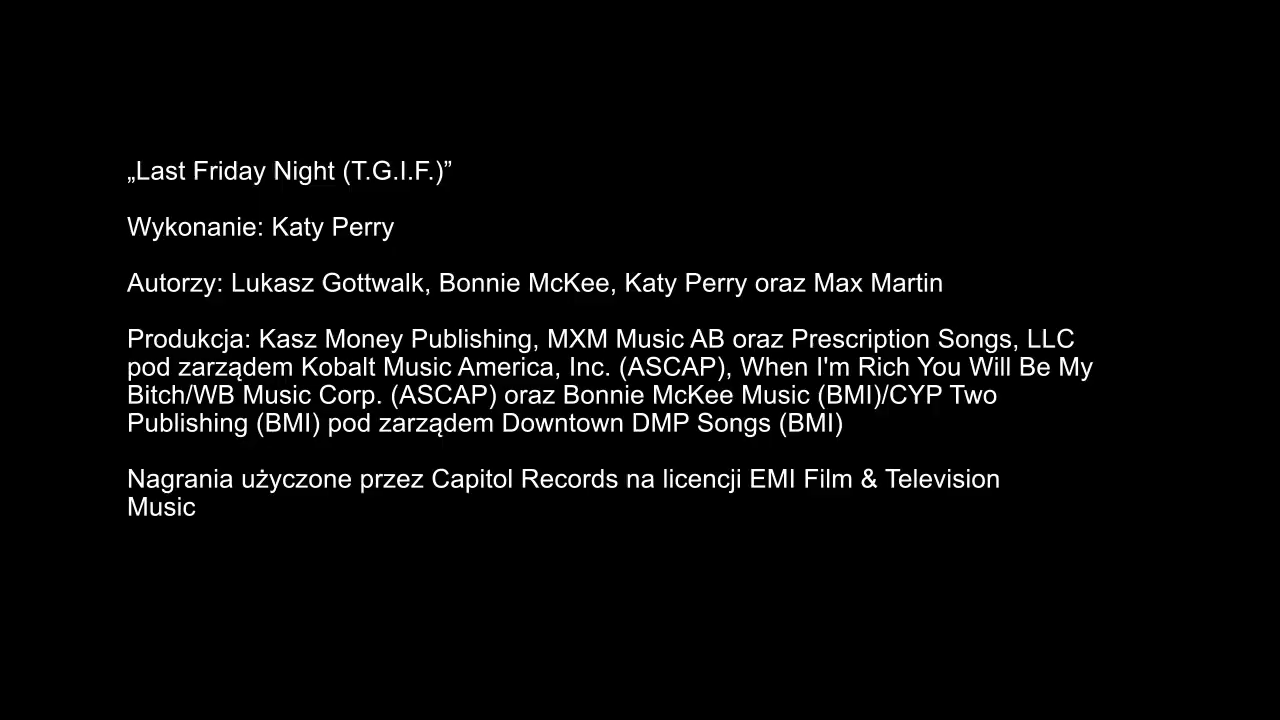 „Last Friday Night (T.G.I.F.)”
Wykonanie: Katy Perry
Autorzy: Lukasz Gottwalk, Bonnie McKee, Katy Perry oraz Max Martin
Produkcja: Kasz Money Publishing, MXM Music AB oraz Prescription Songs, LLC
pod zarządem Kobalt Music America, Inc. (ASCAP), When I'm Rich You Will Be My
Bitch/WB Music Corp. (ASCAP) oraz Bonnie McKee Music (BMI)/CYP Two
Publishing (BMI) pod zarządem Downtown DMP Songs (BMI)
Nagrania użyczone przez Capitol Records na licencji EMI Film & Television
Music